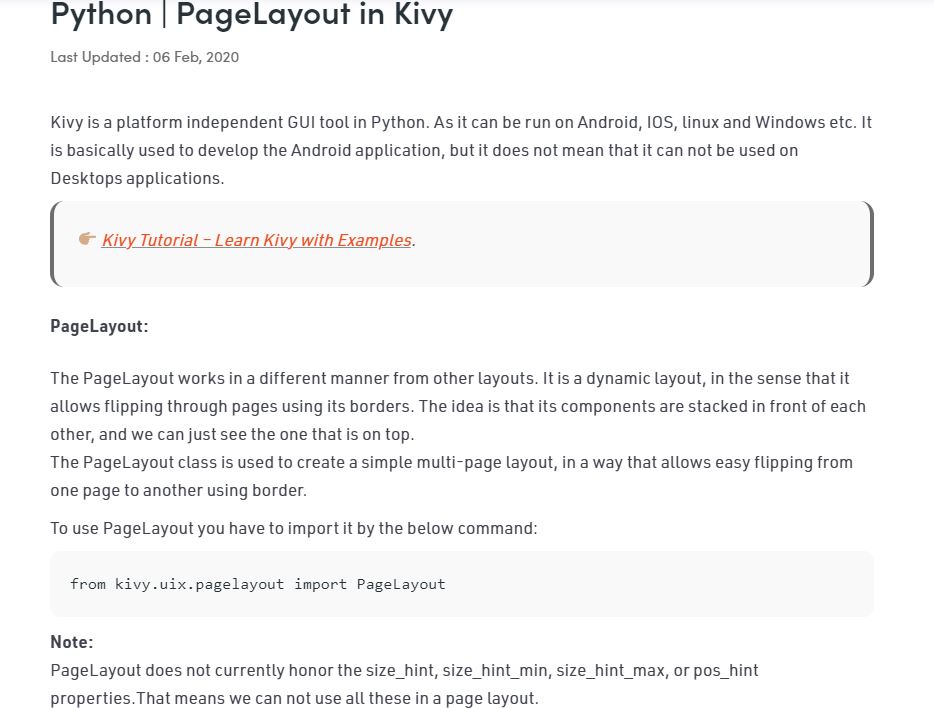 Python | PageLayout in Kivy
Last Updated : 06 Feb, 2020
Kivy is a platform independent GUI tool in Python. As it can be run on Android, IOS, linux and Windows etc. It
is basically used to develop the Android application, but it does not mean that it can not be used on
Desktops applications.
👉🏽 Kivy Tutorial – Learn Kivy with Examples.
PageLayout:
The PageLayout works in a different manner from other layouts. It is a dynamic layout, in the sense that it
allows flipping through pages using its borders. The idea is that its components are stacked in front of each
other, and we can just see the one that is on top.
The PageLayout class is used to create a simple multi-page layout, in a way that allows easy flipping from
one page to another using border.
To use PageLayout you have to import it by the below command:
from kivy.uix.pagelayout import PageLayout
Note:
PageLayout does not currently honor the size_hint, size_hint_min, size_hint_max, or pos_hint
properties.That means we can not use all these in a page layout.